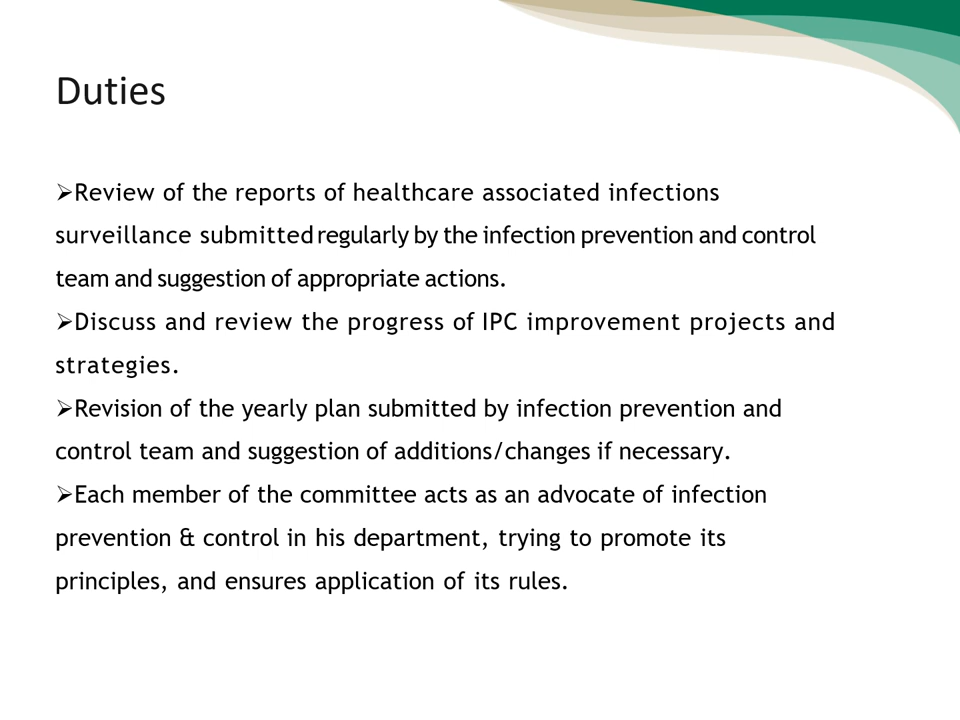 Duties
➢Review of the reports of healthcare associated infections
surveillance submitted regularly by the infection prevention and control
team and suggestion of appropriate actions.
➢Discuss and review the progress of IPC improvement projects and
strategies.
➢Revision of the yearly plan submitted by infection prevention and
control team and suggestion of additions/changes if necessary.
➢Each member of the committee acts as an advocate of infection
prevention & control in his department, trying to promote its
principles, and ensures application of its rules.